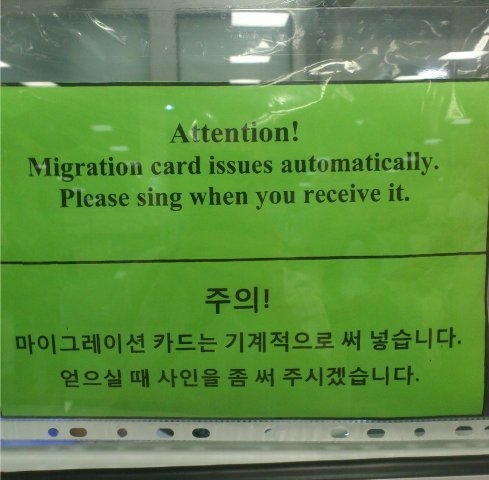 Attention!
Migration card issues automatically.
Please sing when you receive it.
주의!
마이그레이션 카드는 기계적으로 써 넣습니다.
얻으실 때 사인을 좀 써 주시겠습니다.